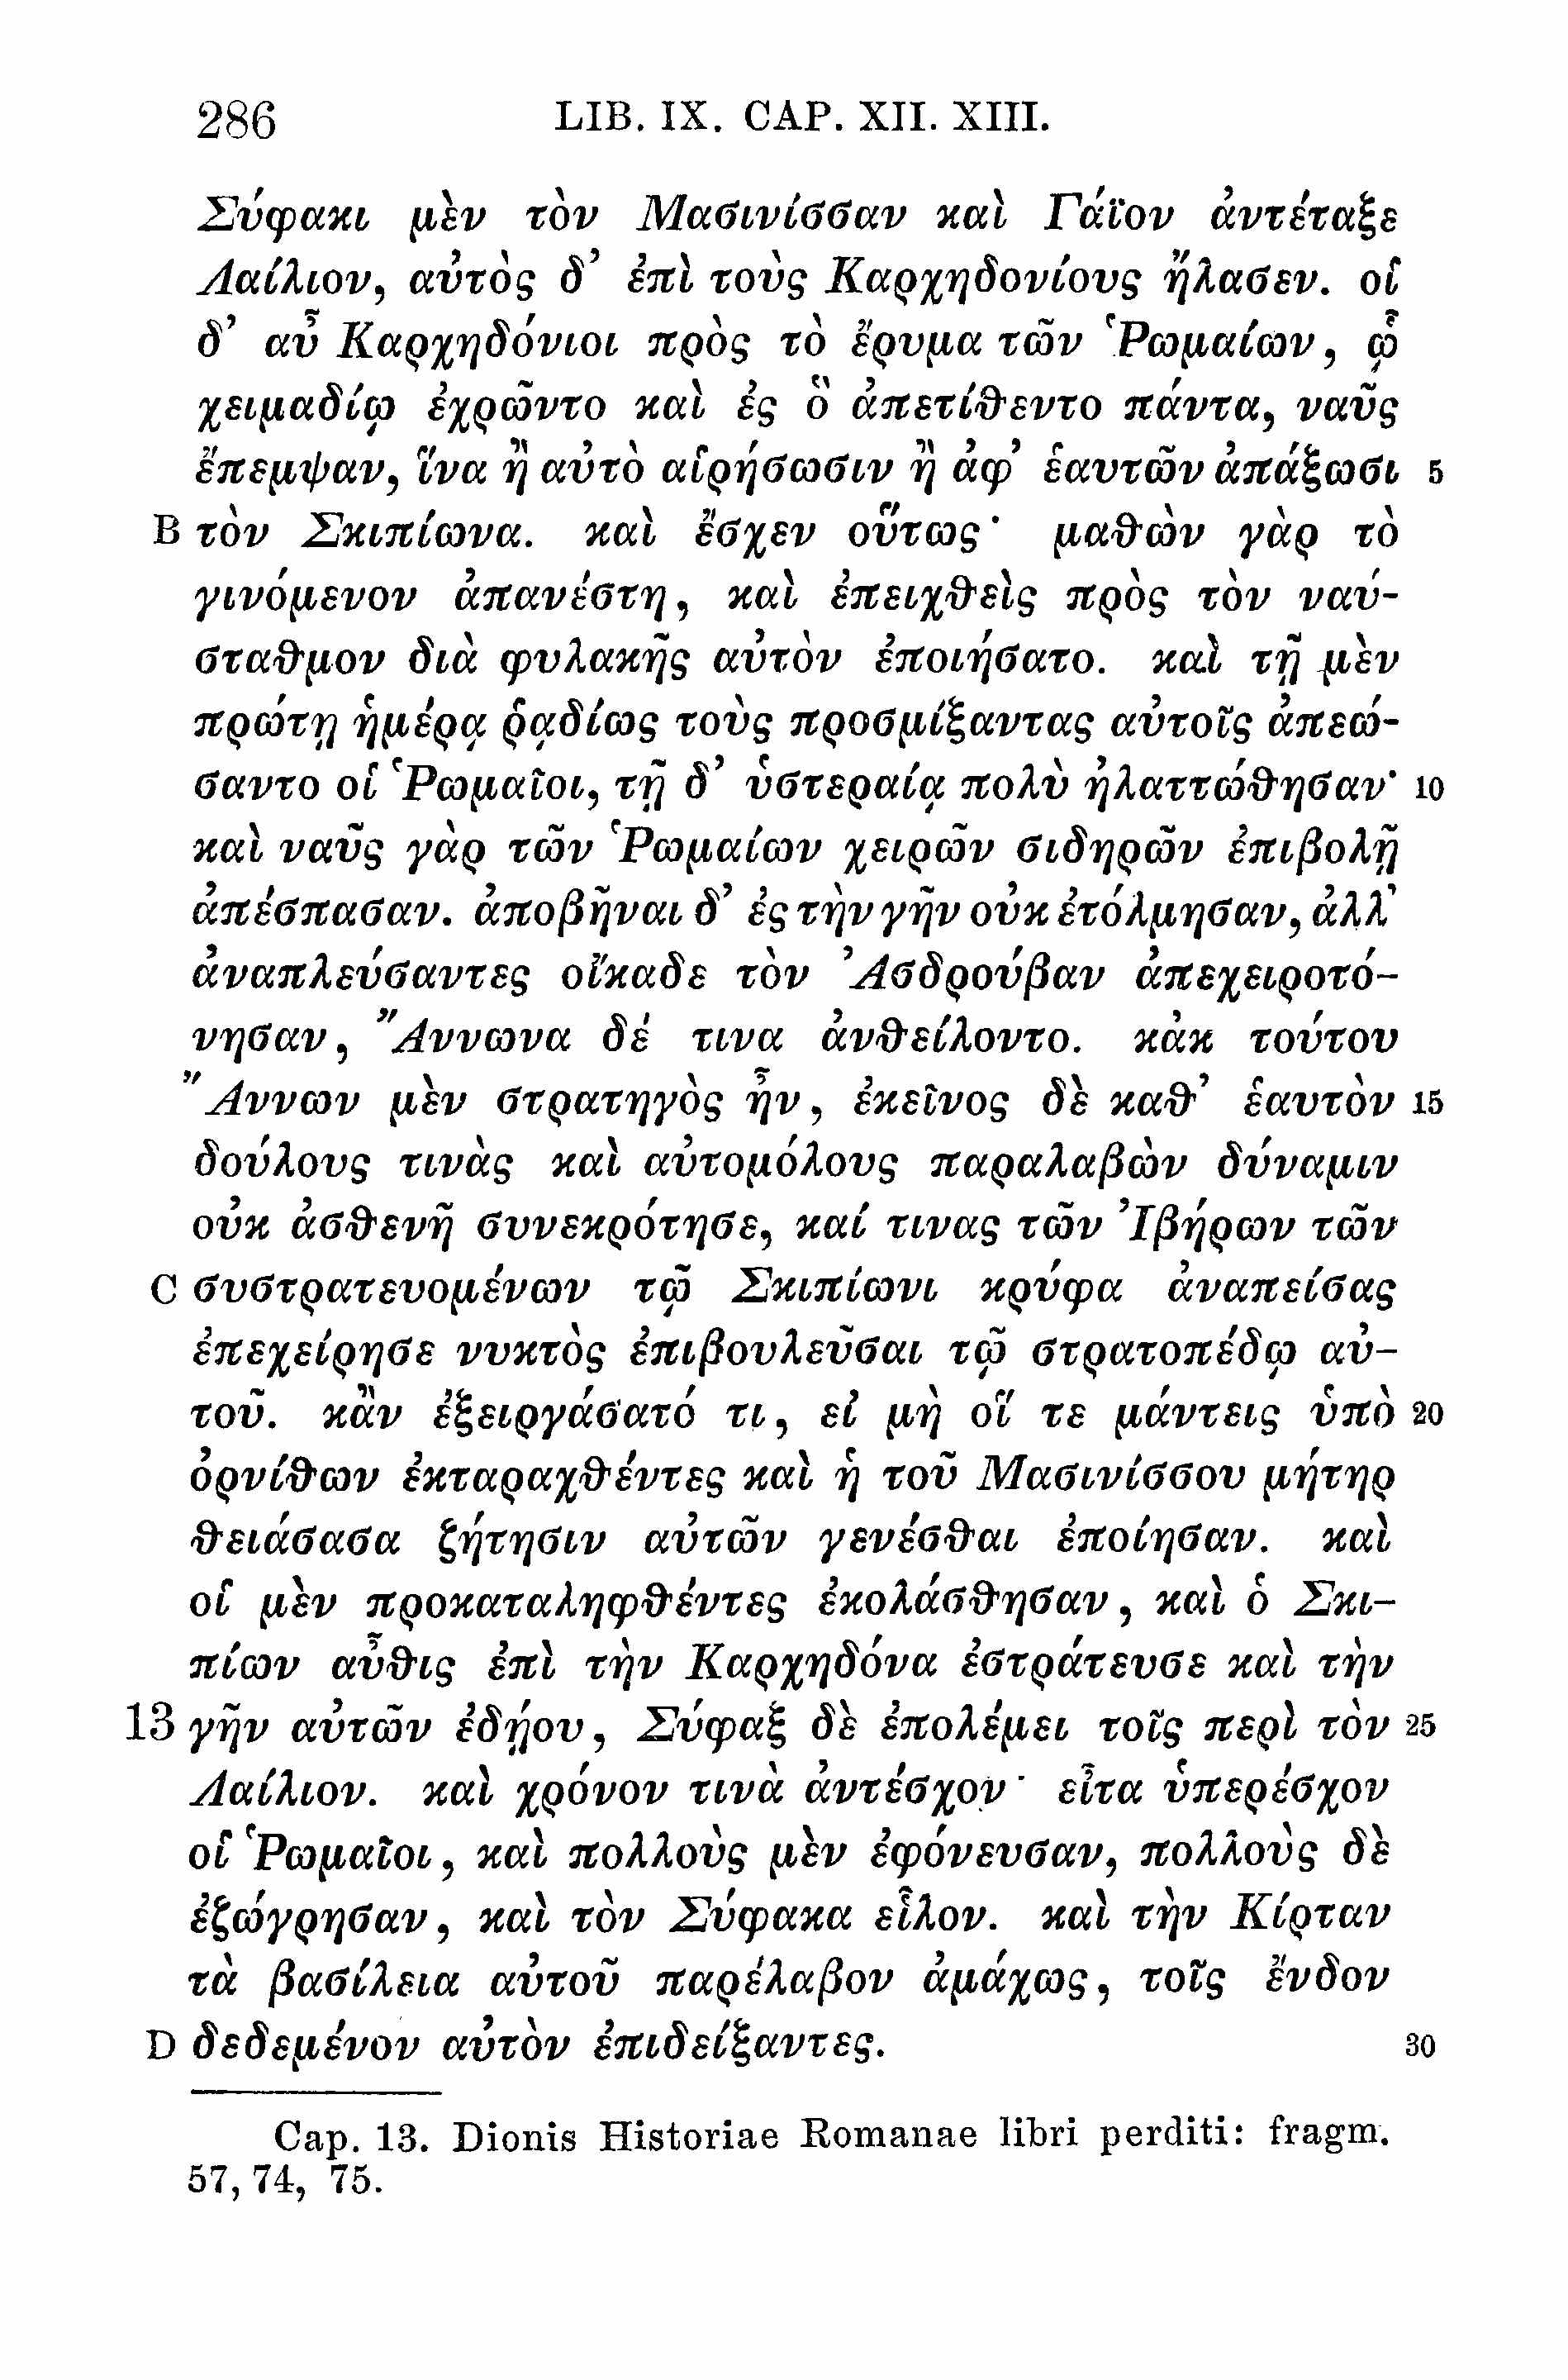 286 LIB. IX. CAP. XII. XIII.
Σύφακι μὲν τὸν Μασινίσσαν καὶ Γάϊον ἀντέταξε
Λαίλιον, αὐτὸς δ’ ἐπὶ τοὺς Καρχηδονίους ἤλασεν. οἱ
δ’ αὖ Καρχηδόνιοι πρὸς τὸ ἔρυμα τῶν Ῥωμαίων, ᾧ
χειμαδίῳ ἐχρῶντο καὶ ἐς ὃ ἀπετίθεντο πάντα, ναῦς
ἔπεμψαν, ἵνα ἢ αὐτὸ αἱρήσωσιν ἢ ἀφ’ ἑαυτῶν ἀπάξωσι 5
B τὸν Σκιπίωνα. καὶ ἔσχεν οὕτως· μαθὼν γὰρ τὸ
γινόμενον ἀπανέστη, καὶ ἐπειχθεὶς πρὸς τὸν ναύ-
σταθμον διὰ φυλακῆς αὐτὸν ἐποιήσατο. καὶ τῇ μὲν
πρώτῃ ἡμέρᾳ ῥᾳδίως τοὺς προσμίξαντας αὐτοῖς ἀπεώ-
σαντο οἱ Ῥωμαῖοι, τῇ δ’ ὑστεραίᾳ πολὺ ἠλαττώθησαν· 10
καὶ ναῦς γὰρ τῶν Ῥωμαίων χειρῶν σιδηρῶν ἐπιβολῇ
ἀπέσπασαν. ἀποβῆναι δ’ ἐς τὴν γῆν οὐκ ἐτόλμησαν, ἀλλ’
ἀναπλεύσαντες οἴκαδε τὸν Ἀσδρούβαν ἀπεχειροτό-
νησαν, Ἄννωνα δέ τινα ἀνθείλοντο. κἀκ τούτου
Ἄννων μὲν στρατηγὸς ἦν, ἐκεῖνος δὲ καθ’ ἑαυτὸν 15
δούλους τινὰς καὶ αὐτομόλους παραλαβὼν δύναμιν
οὐκ ἀσθενῆ συνεκρότησε, καί τινας τῶν Ἰβήρων τῶν
C συστρατευομένων τῷ Σκιπίωνι κρύφα ἀναπείσας
ἐπεχείρησε νυκτὸς ἐπιβουλεῦσαι τῷ στρατοπέδῳ αὐ-
τοῦ. κἂν ἐξειργάσατό τι, εἰ μὴ οἵ τε μάντεις ὑπὸ 20
ὀρνίθων ἐκταραχθέντες καὶ ἡ τοῦ Μασινίσσου μήτηρ
θειάσασα ζήτησιν αὐτῶν γενέσθαι ἐποίησαν. καὶ
οἱ μὲν προκαταληφθέντες ἐκολάσθησαν, καὶ ὁ Σκι-
πίων αὖθις ἐπὶ τὴν Καρχηδόνα ἐστράτευσε καὶ τὴν
13 γῆν αὐτῶν ἐδῄου, Σύφαξ δὲ ἐπολέμει τοῖς περὶ τὸν 25
Λαίλιον. καὶ χρόνον τινὰ ἀντέσχον· εἶτα ὑπερέσχον
οἱ Ῥωμαῖοι, καὶ πολλοὺς μὲν ἐφόνευσαν, πολλοὺς δὲ
ἐζώγρησαν, καὶ τὸν Σύφακα εἷλον. καὶ τὴν Κίρταν
τὰ βασίλεια αὐτοῦ παρέλαβον ἀμάχως, τοῖς ἔνδον
D δεδεμένον αὐτὸν ἐπιδείξαντες. 30
Cap. 13. Dionis Historiae Romanae libri perditi: fragm.
57, 74, 75.